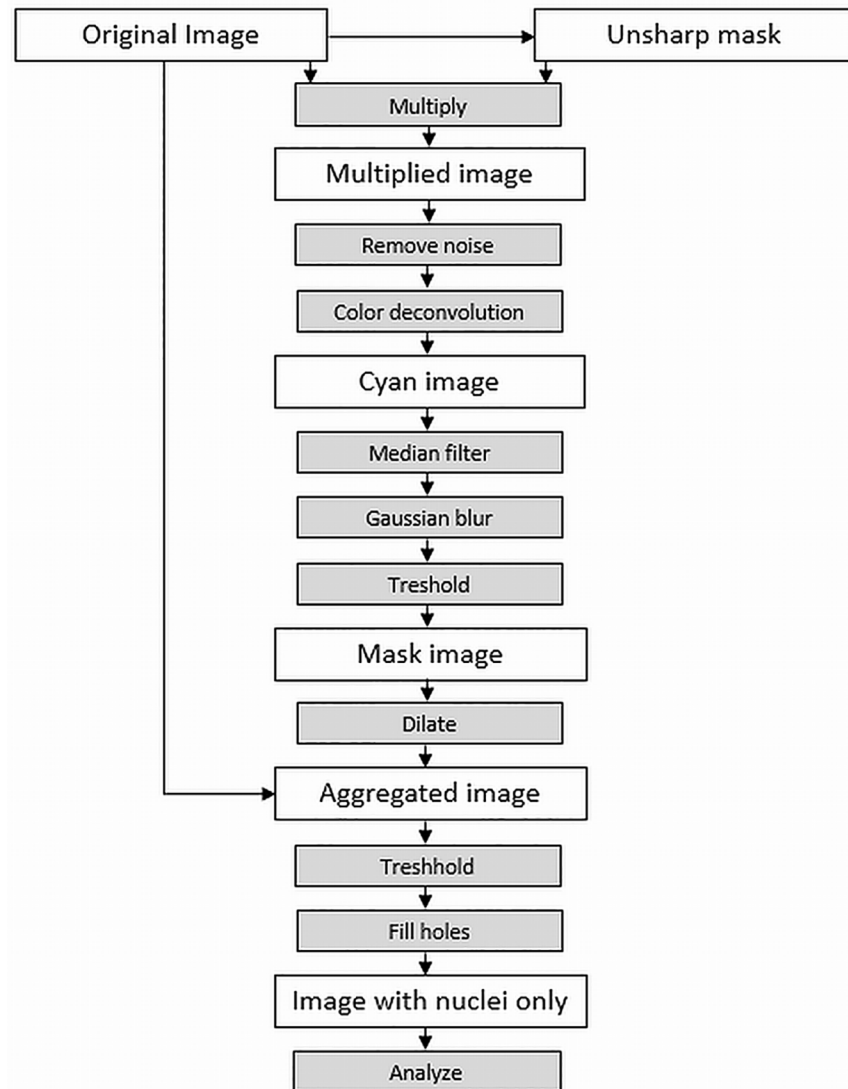 Original Image
Unsharp mask
Multiply
Multiplied image
Remove noise
Color deconvolution
Cyan image
Median filter
Gaussian blur
Treshold
Mask image
Dilate
Aggregated image
Treshhold
Fill holes
Image with nuclei only
Analyze